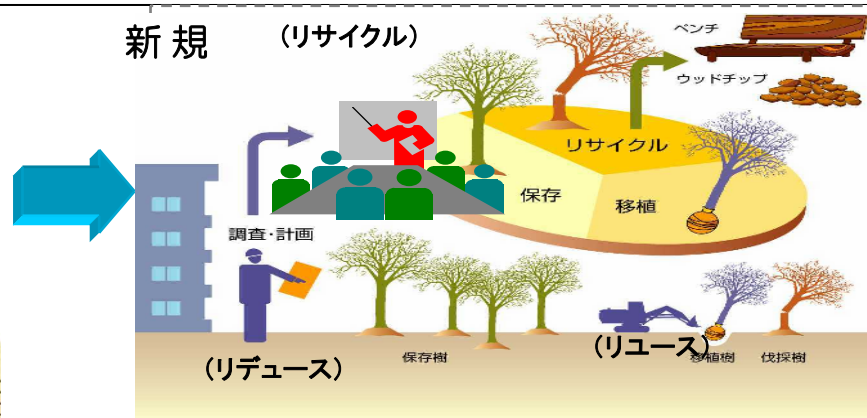 新規
(リサイクル)
ベンチ
ウッドチップ
リサイクル
保存
移植
調査・計画
(リデュース)
保存樹
(リユース)
移植樹
伐採樹